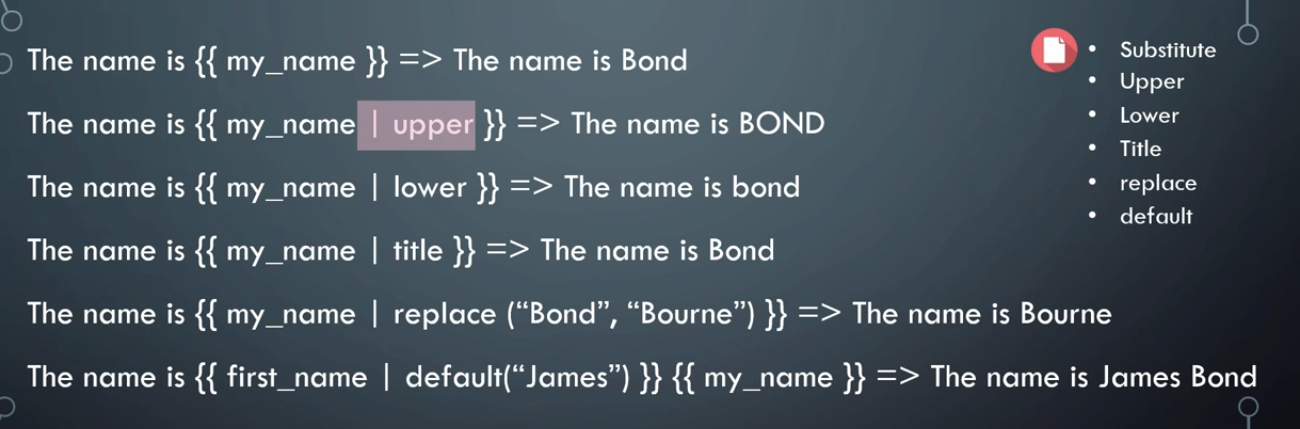 The name is {{ my_name }} => The name is Bond
The name is {{ my_name | upper }} => The name is BOND
The name is {{ my_name | lower }} => The name is bond
The name is {{ my_name | title }} => The name is Bond
The name is {{ my_name | replace (“Bond”, “Bourne”) }} => The name is Bourne
The name is {{ first_name | default(“James”) }} {{ my_name }} => The name is James Bond
• Substitute
• Upper
• Lower
• Title
• replace
• default